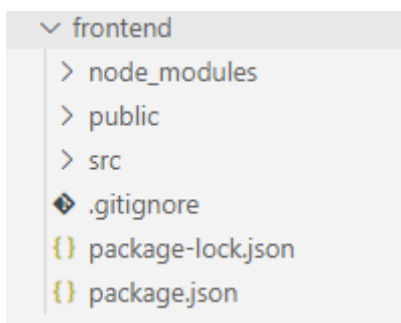 frontend
node_modules
public
src
.gitignore
{} package-lock.json
{} package.json